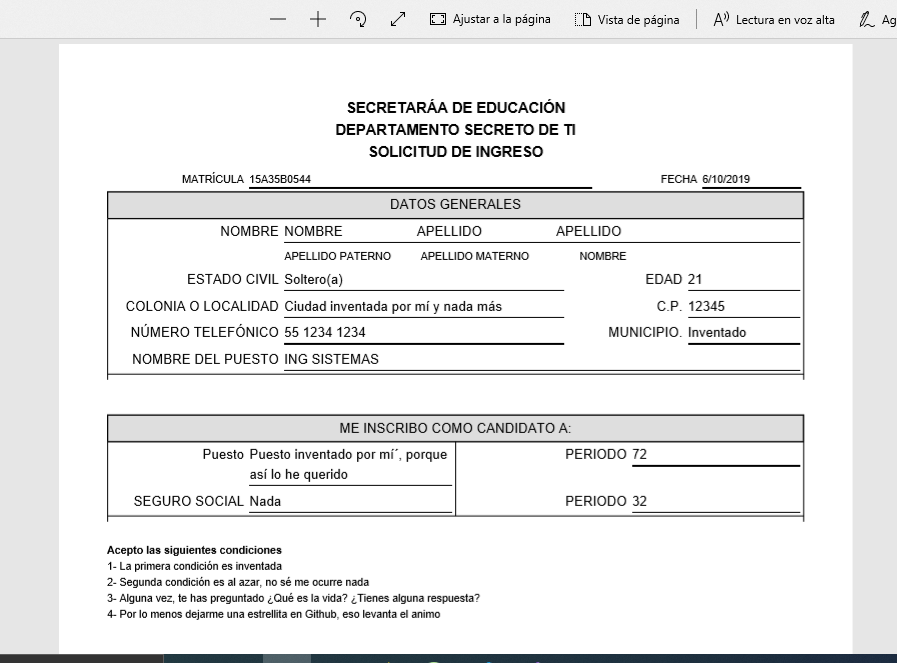 Ajustar a la página Vista de página Lectura en voz alta Ag
SECRETARÁA DE EDUCACIÓN
DEPARTAMENTO SECRETO DE TI
SOLICITUD DE INGRESO
MATRÍCULA 15A35B0544 FECHA 6/10/2019
DATOS GENERALES
NOMBRE NOMBRE APELLIDO APELLIDO
APELLIDO PATERNO APELLIDO MATERNO NOMBRE
ESTADO CIVIL Soltero(a) EDAD 21
COLONIA O LOCALIDAD Ciudad inventada por mí y nada más C.P. 12345
NÚMERO TELEFÓNICO 55 1234 1234 MUNICIPIO. Inventado
NOMBRE DEL PUESTO ING SISTEMAS
ME INSCRIBO COMO CANDIDATO A:
Puesto Puesto inventado por mí´, porque PERIODO 72
así lo he querido
SEGURO SOCIAL Nada PERIODO 32
Acepto las siguientes condiciones
1- La primera condición es inventada
2- Segunda condición es al azar, no sé me ocurre nada
3- Alguna vez, te has preguntado ¿Qué es la vida? ¿Tienes alguna respuesta?
4- Por lo menos dejarme una estrellita en Github, eso levanta el animo